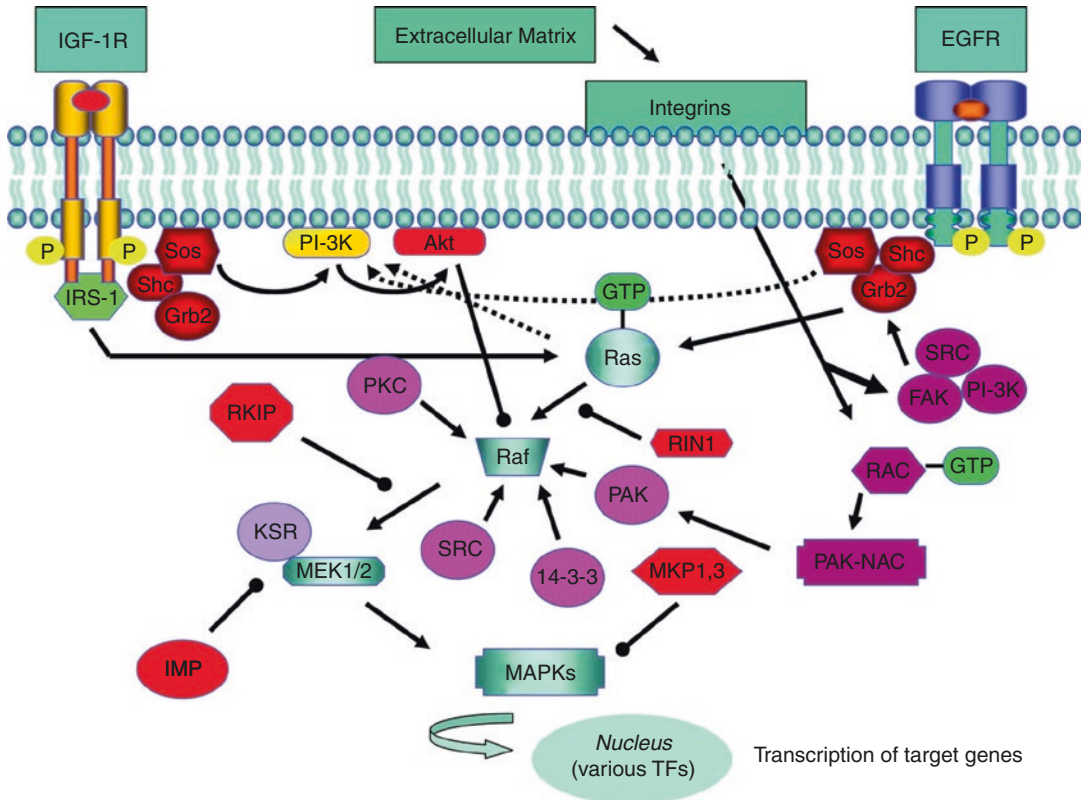 IGF-1R
Extracellular Matrix
EGFR
Integrins
P
P
Sos
Shc
Grb2
IRS-1
PI-3K
Akt
GTP
Ras
Sos
Shc
Grb2
P
P
SRC
FAK
PI-3K
PKC
RKIP
Raf
RIN1
RAC
GTP
PAK
KSR
SRC
14-3-3
MKP1,3
PAK-NAC
MEK1/2
IMP
MAPKs
Nucleus
(various TFs)
Transcription of target genes